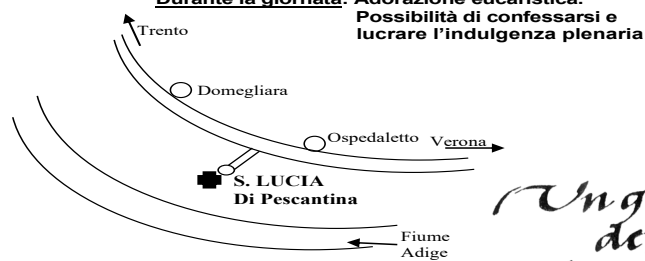 Durante la giornata: Adorazione eucaristica.
Possibilità di confessarsi e
lucrare l'indulgenza plenaria
Trento
Domegliara
Ospedaletto
Verona
S. LUCIA
Di Pescantina
Fiume
Adige